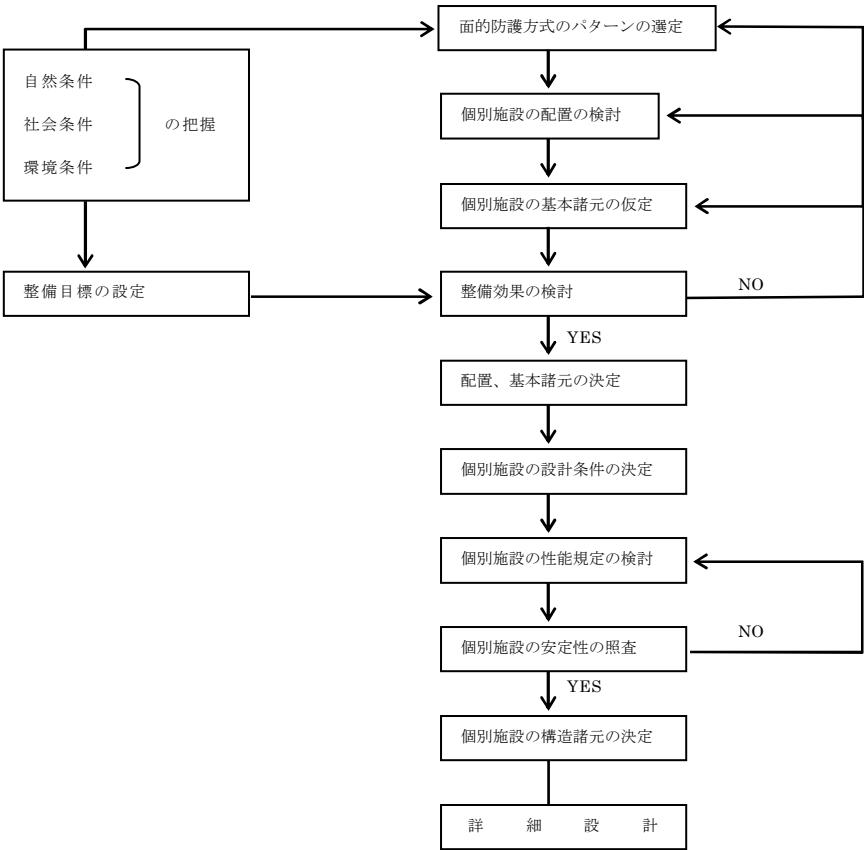 面的防護方式のパターンの選定
自然条件
社会条件 の把握
環境条件
個別施設の配置の検討
個別施設の基本諸元の仮定
整備目標の設定
整備効果の検討
NO
YES
配置、基本諸元の決定
個別施設の設計条件の決定
個別施設の性能規定の検討
個別施設の安定性の照査
NO
YES
個別施設の構造諸元の決定
詳 細 設 計